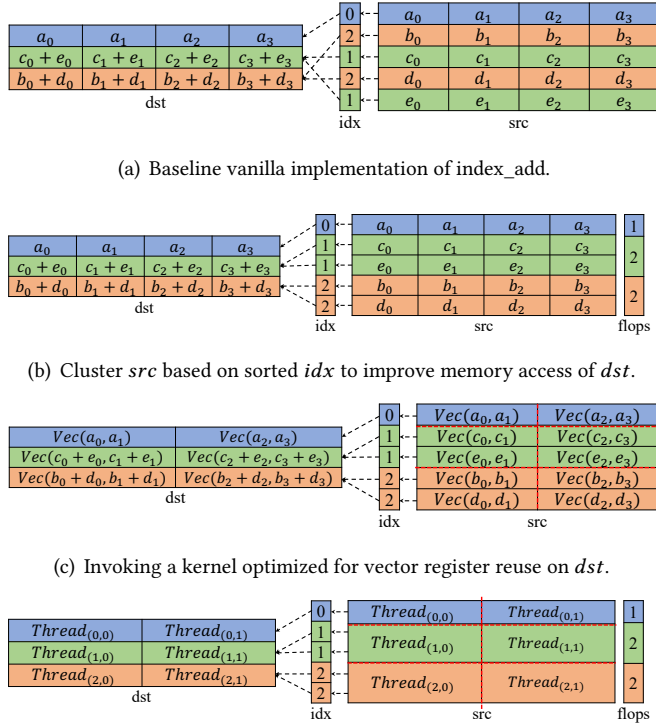 a₀ a₁ a₂ a₃ 0 a₀ a₁ a₂ a₃
c₀ + e₀ c₁ + e₁ c₂ + e₂ c₃ + e₃ 2 b₀ b₁ b₂ b₃
b₀ + d₀ b₁ + d₁ b₂ + d₂ b₃ + d₃ 1 c₀ c₁ c₂ c₃
2 d₀ d₁ d₂ d₃
1 e₀ e₁ e₂ e₃
dst idx src
(a) Baseline vanilla implementation of index_add.
a₀ a₁ a₂ a₃ 0 a₀ a₁ a₂ a₃ 1
c₀ + e₀ c₁ + e₁ c₂ + e₂ c₃ + e₃ 1 c₀ c₁ c₂ c₃ 2
b₀ + d₀ b₁ + d₁ b₂ + d₂ b₃ + d₃ 1 e₀ e₁ e₂ e₃
2 b₀ b₁ b₂ b₃ 2
2 d₀ d₁ d₂ d₃
dst idx src flops
(b) Cluster src based on sorted idx to improve memory access of dst.
Vec(a₀, a₁) Vec(a₂, a₃) 0 Vec(a₀, a₁) Vec(a₂, a₃)
Vec(c₀ + e₀, c₁ + e₁) Vec(c₂ + e₂, c₃ + e₃) 1 Vec(c₀, c₁) Vec(c₂, c₃)
Vec(b₀ + d₀, b₁ + d₁) Vec(b₂ + d₂, b₃ + d₃) 1 Vec(e₀, e₁) Vec(e₂, e₃)
2 Vec(b₀, b₁) Vec(b₂, b₃)
2 Vec(d₀, d₁) Vec(d₂, d₃)
dst idx src
(c) Invoking a kernel optimized for vector register reuse on dst.
Thread₍₀,₀₎ Thread₍₀,₁₎ 0 Thread₍₀,₀₎ Thread₍₀,₁₎ 1
Thread₍₁,₀₎ Thread₍₁,₁₎ 1 Thread₍₁,₀₎ Thread₍₁,₁₎ 2
Thread₍₂,₀₎ Thread₍₂,₁₎ 1
2 Thread₍₂,₀₎ Thread₍₂,₁₎ 2
2
dst idx src flops